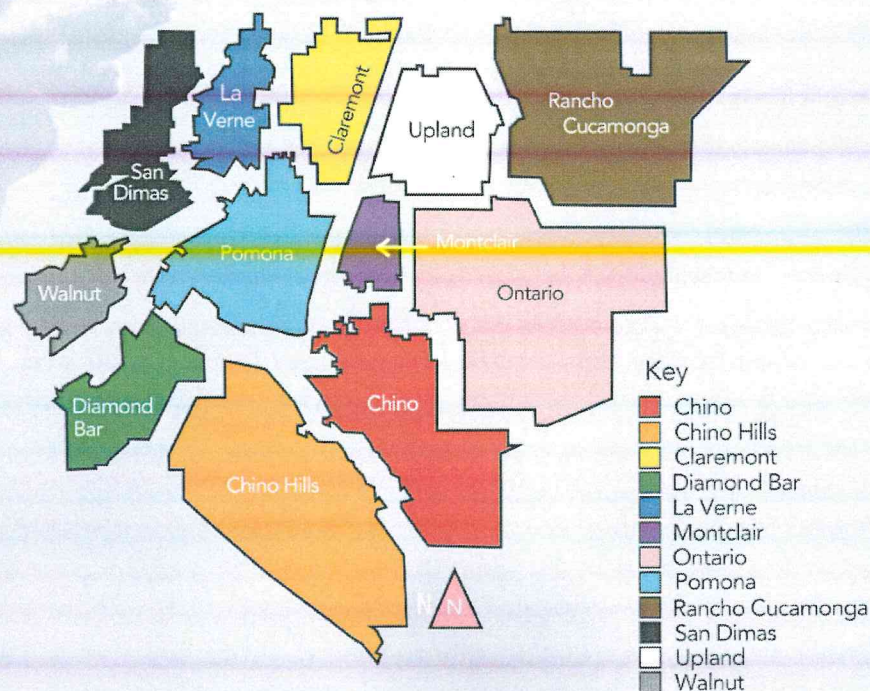 La
Verne
Claremont
Upland
Rancho
Cucamonga
San
Dimas
Pomona
Montclair
Walnut
Ontario
Diamond
Bar
Chino
Chino Hills
N N
Key
Chino
Chino Hills
Claremont
Diamond Bar
La Verne
Montclair
Ontario
Pomona
Rancho Cucamonga
San Dimas
Upland
Walnut